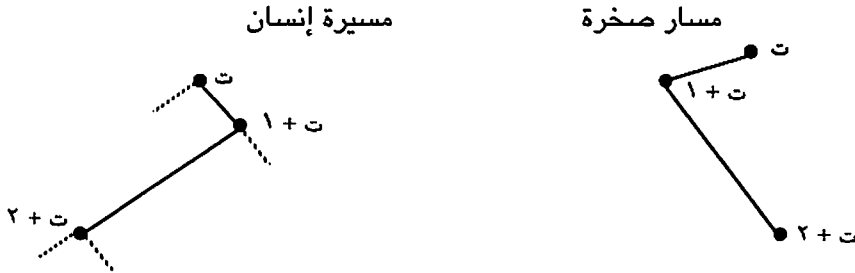 مسار صخرة
ت
ت + ١
ت + ٢
مسيرة إنسان
ت
ت + ١
ت + ٢